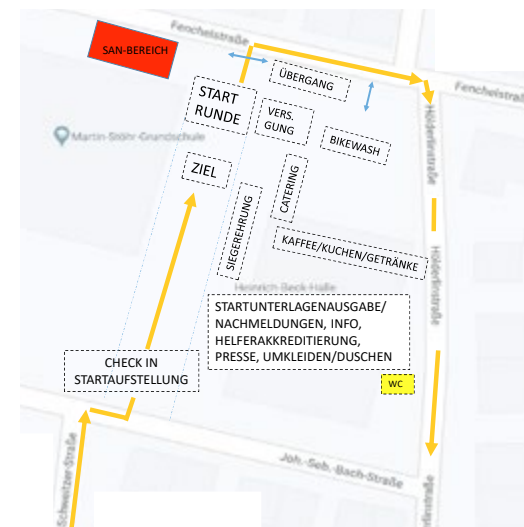 Fenchelstraße
SAN-BEREICH
ÜBERGANG
Fenchelstraß
START
RUNDE
VERS.
GUNG
BIKEWASH
Hölderlinstraße
Martin-Stöhr-Grundschule
ZIEL
CATERING
SIEGEREHRUNG
KAFFEE/KUCHEN/GETRÄNKE
Hölderlinstraße
Heinrich-Beck-Halle
STARTUNTERLAGENAUSGABE/
NACHMELDUNGEN, INFO,
HELFERAKKREDITIERUNG,
PRESSE, UMKLEIDEN/DUSCHEN
CHECK IN
STARTAUFSTELLUNG
WC
Joh.-Seb.-Bach-Straße
Schweitzer-Straße
linstraße